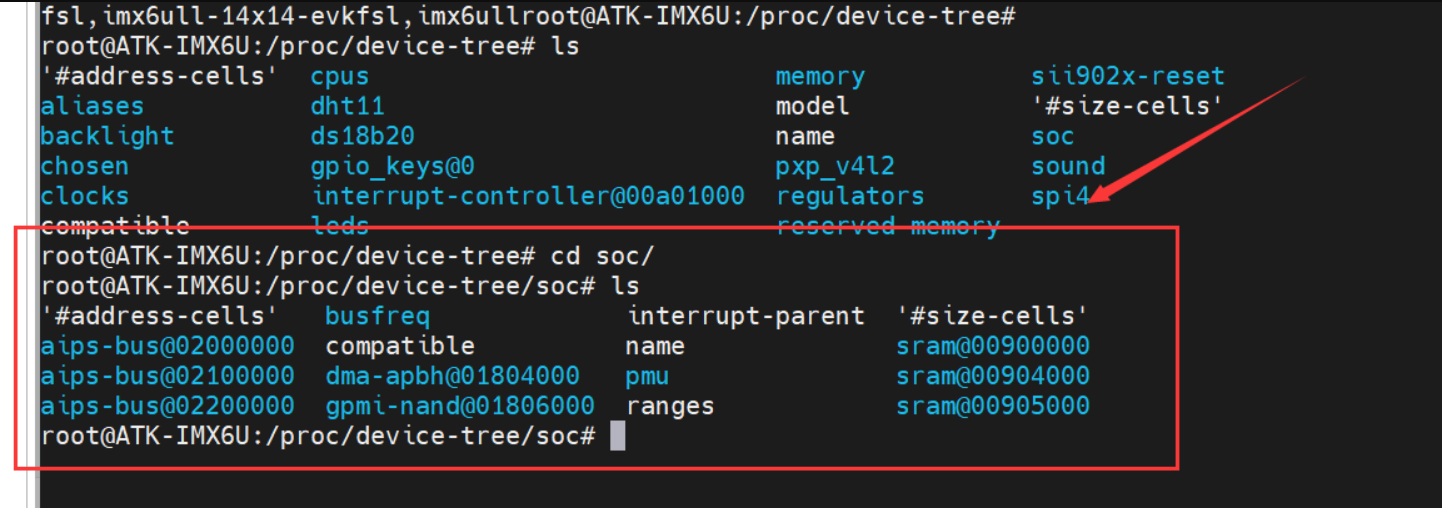 fsl,imx6ull-14x14-evkfsl,imx6ullroot@ATK-IMX6U:/proc/device-tree#
root@ATK-IMX6U:/proc/device-tree# ls
'#address-cells' cpus memory sii902x-reset
aliases dht11 model '#size-cells'
backlight ds18b20 name soc
chosen gpio_keys@0 pxp_v4l2 sound
clocks interrupt-controller@00a01000 regulators spi4
compatible leds reserved-memory
root@ATK-IMX6U:/proc/device-tree# cd soc/
root@ATK-IMX6U:/proc/device-tree/soc# ls
'#address-cells' busfreq interrupt-parent '#size-cells'
aips-bus@02000000 compatible name sram@00900000
aips-bus@02100000 dma-apbh@01804000 pmu sram@00904000
aips-bus@02200000 gpmi-nand@01806000 ranges sram@00905000
root@ATK-IMX6U:/proc/device-tree/soc#